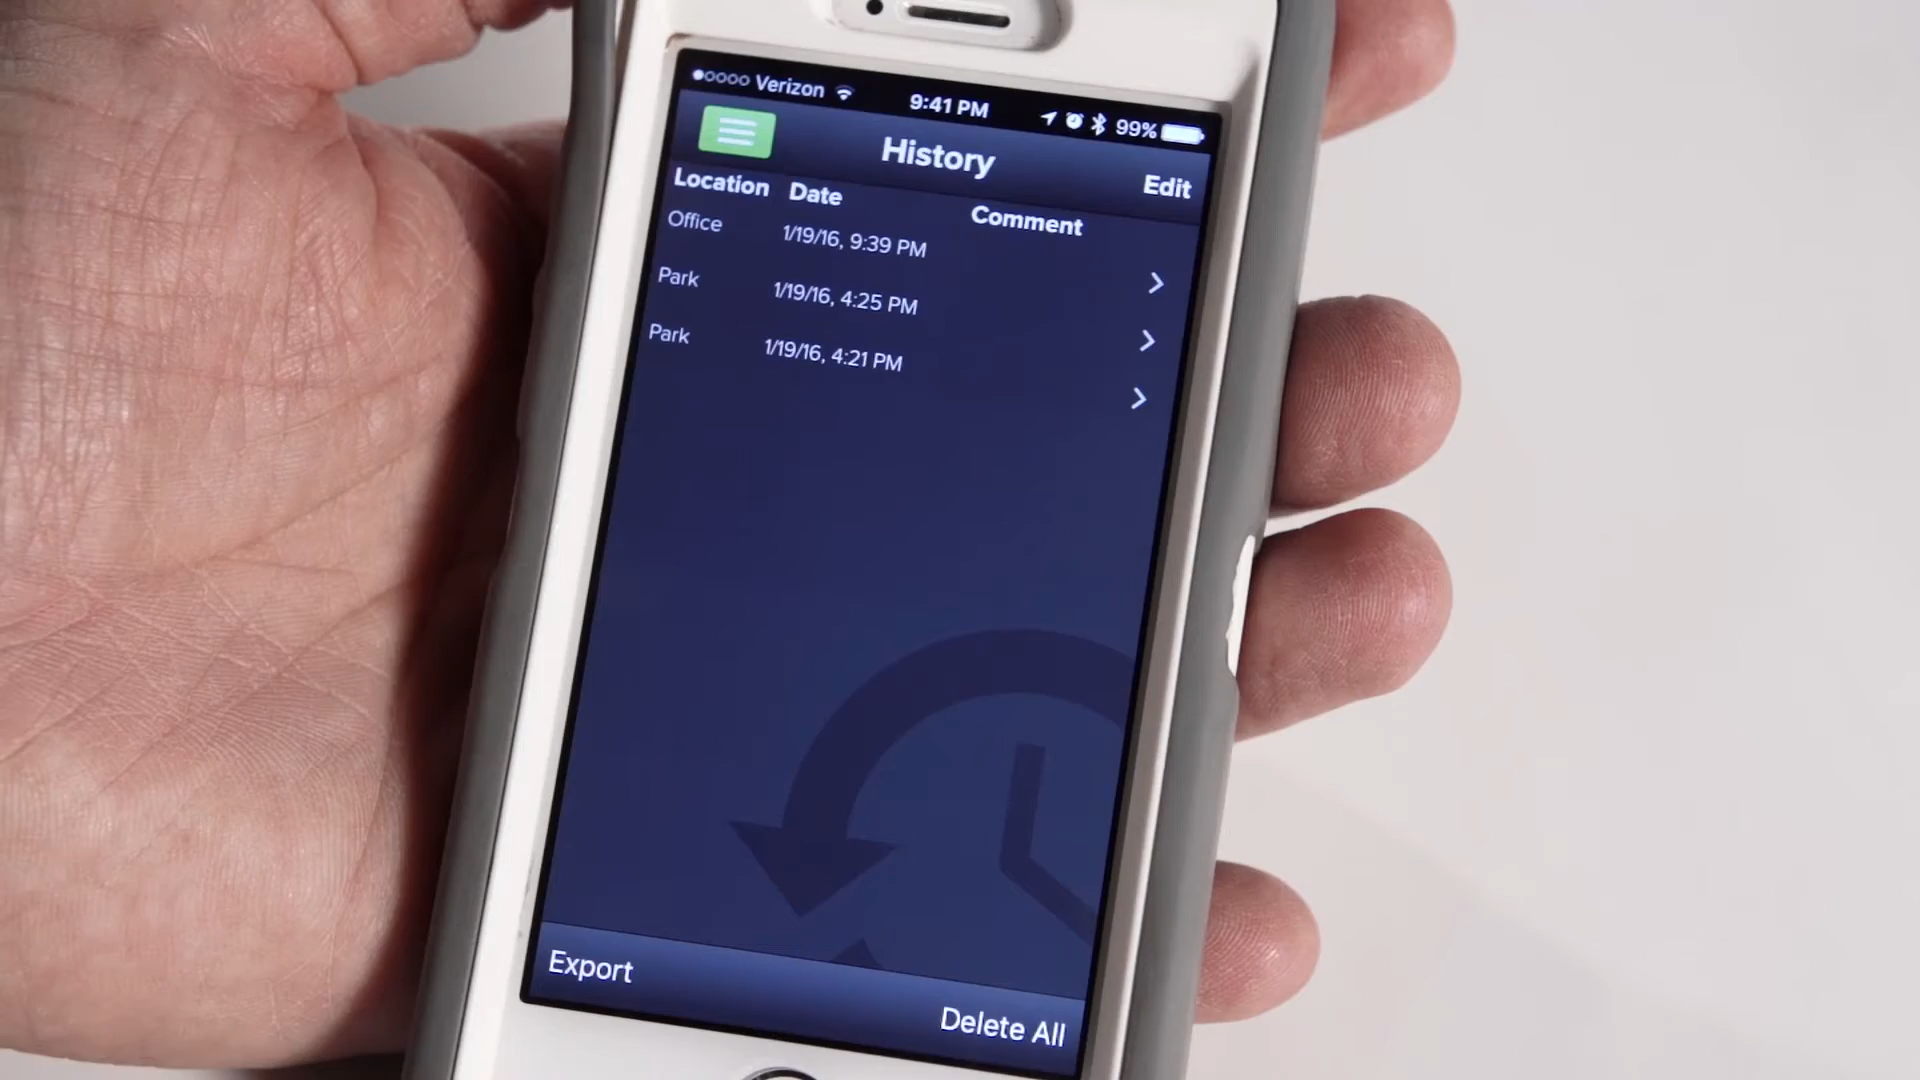 Verizon 9:41 PM 99%
History
Edit
Location Date Comment
Office 1/19/16, 9:39 PM
Park 1/19/16, 4:25 PM
Park 1/19/16, 4:21 PM
Export
Delete All